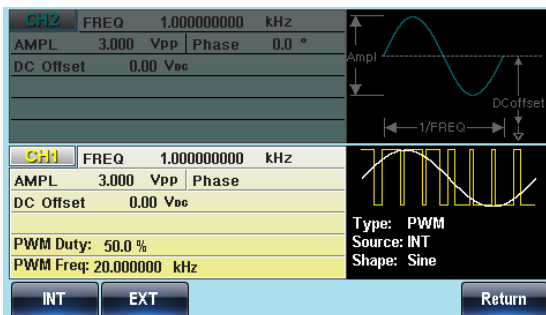 CH2 FREQ 1.000000000 kHz
AMPL 3.000 Vpp Phase 0.0 °
DC Offset 0.00 VDC
Ampl
DCoffset
1/FREQ
CH1 FREQ 1.000000000 kHz
AMPL 3.000 Vpp Phase
DC Offset 0.00 VDC
PWM Duty: 50.0 %
PWM Freq: 20.000000 kHz
Type: PWM
Source: INT
Shape: Sine
INT EXT Return